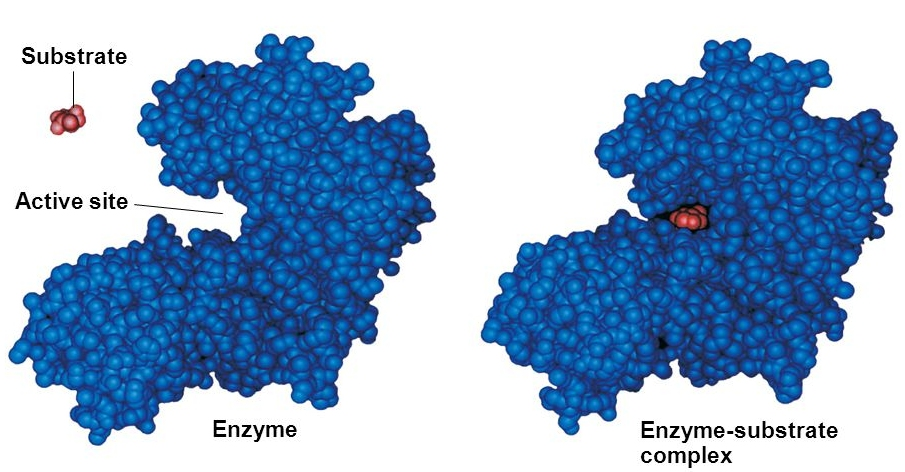 Substrate
Active site
Enzyme
Enzyme-substrate
complex